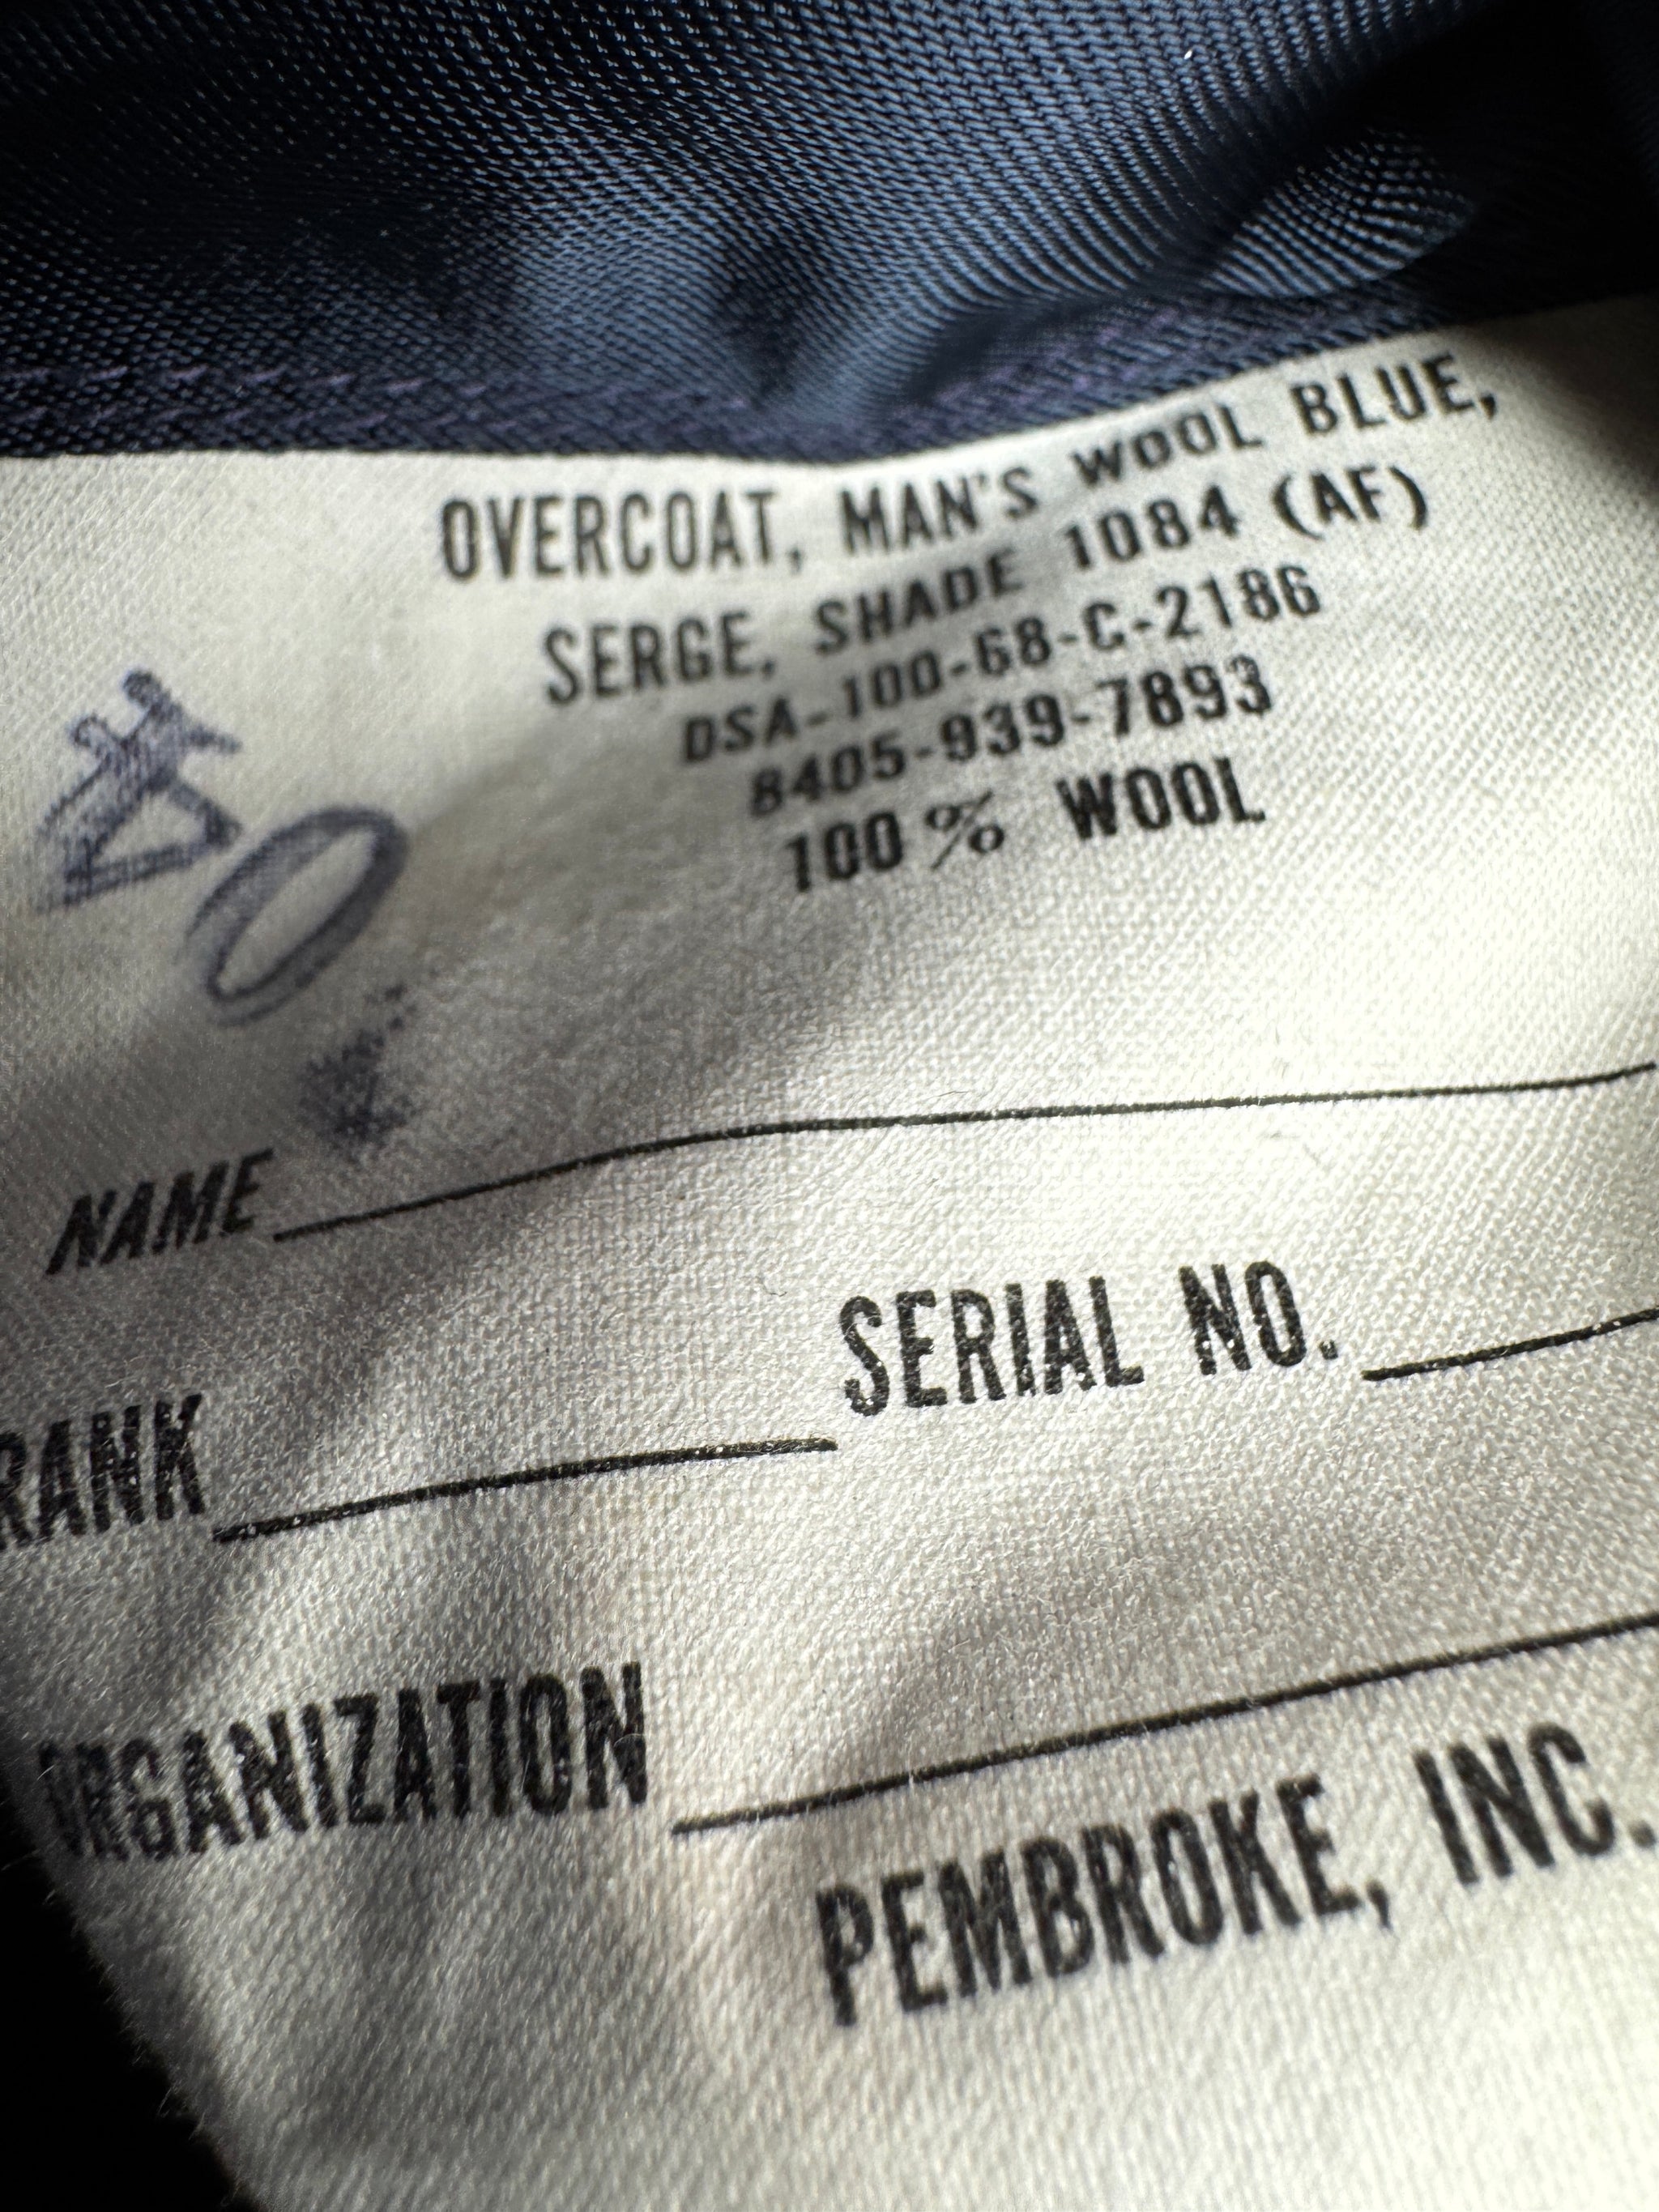 OVERCOAT, MAN'S WOOL BLUE,
SERGE, SHADE 1084 (AF)
DSA-100-68-C-2186
8405-939-7893
100% WOOL
NAME
RANK SERIAL NO.
ORGANIZATION
PEMBROKE, INC.